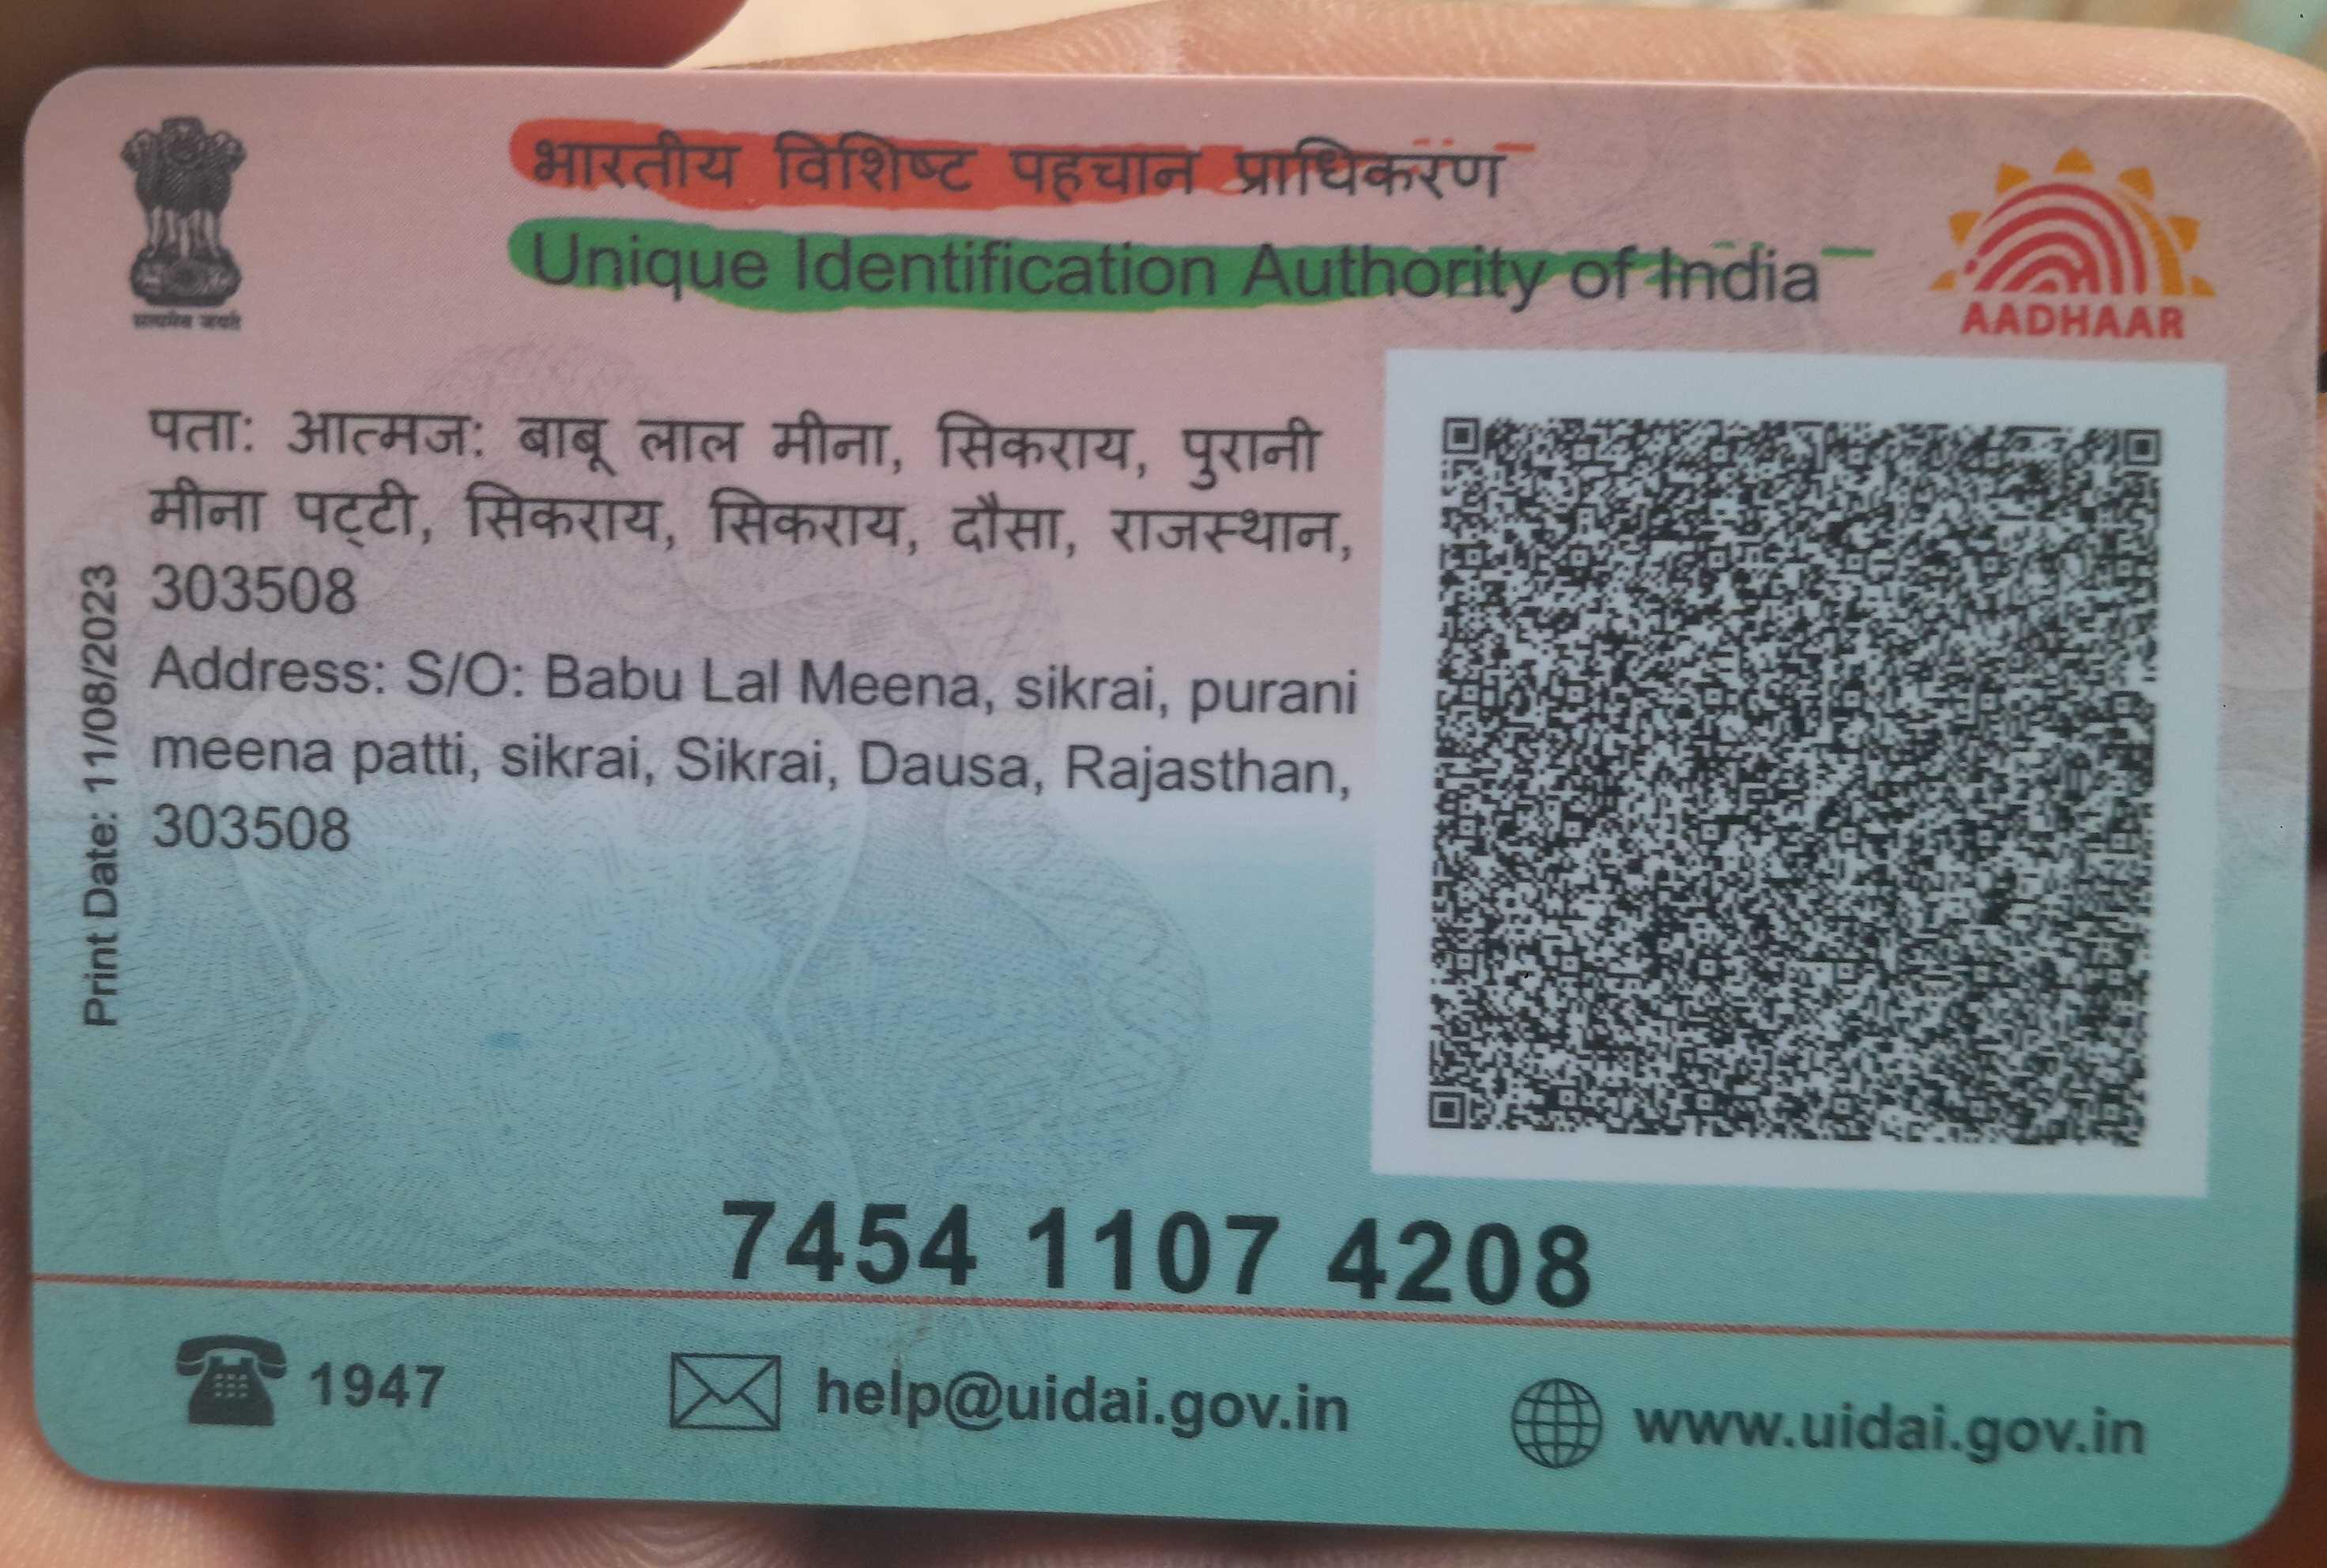 भारतीय विशिष्ट पहचान प्राधिकरण
Unique Identification Authority of India
सत्यमेव जयते
AADHAAR
पता: आत्मज: बाबू लाल मीना, सिकराय, पुरानी
मीना पट्टी, सिकराय, सिकराय, दौसा, राजस्थान,
303508
Address: S/O: Babu Lal Meena, sikrai, purani
meena patti, sikrai, Sikrai, Dausa, Rajasthan,
303508
Print Date: 11/08/2023
7454 1107 4208
1947
help@uidai.gov.in
www.uidai.gov.in